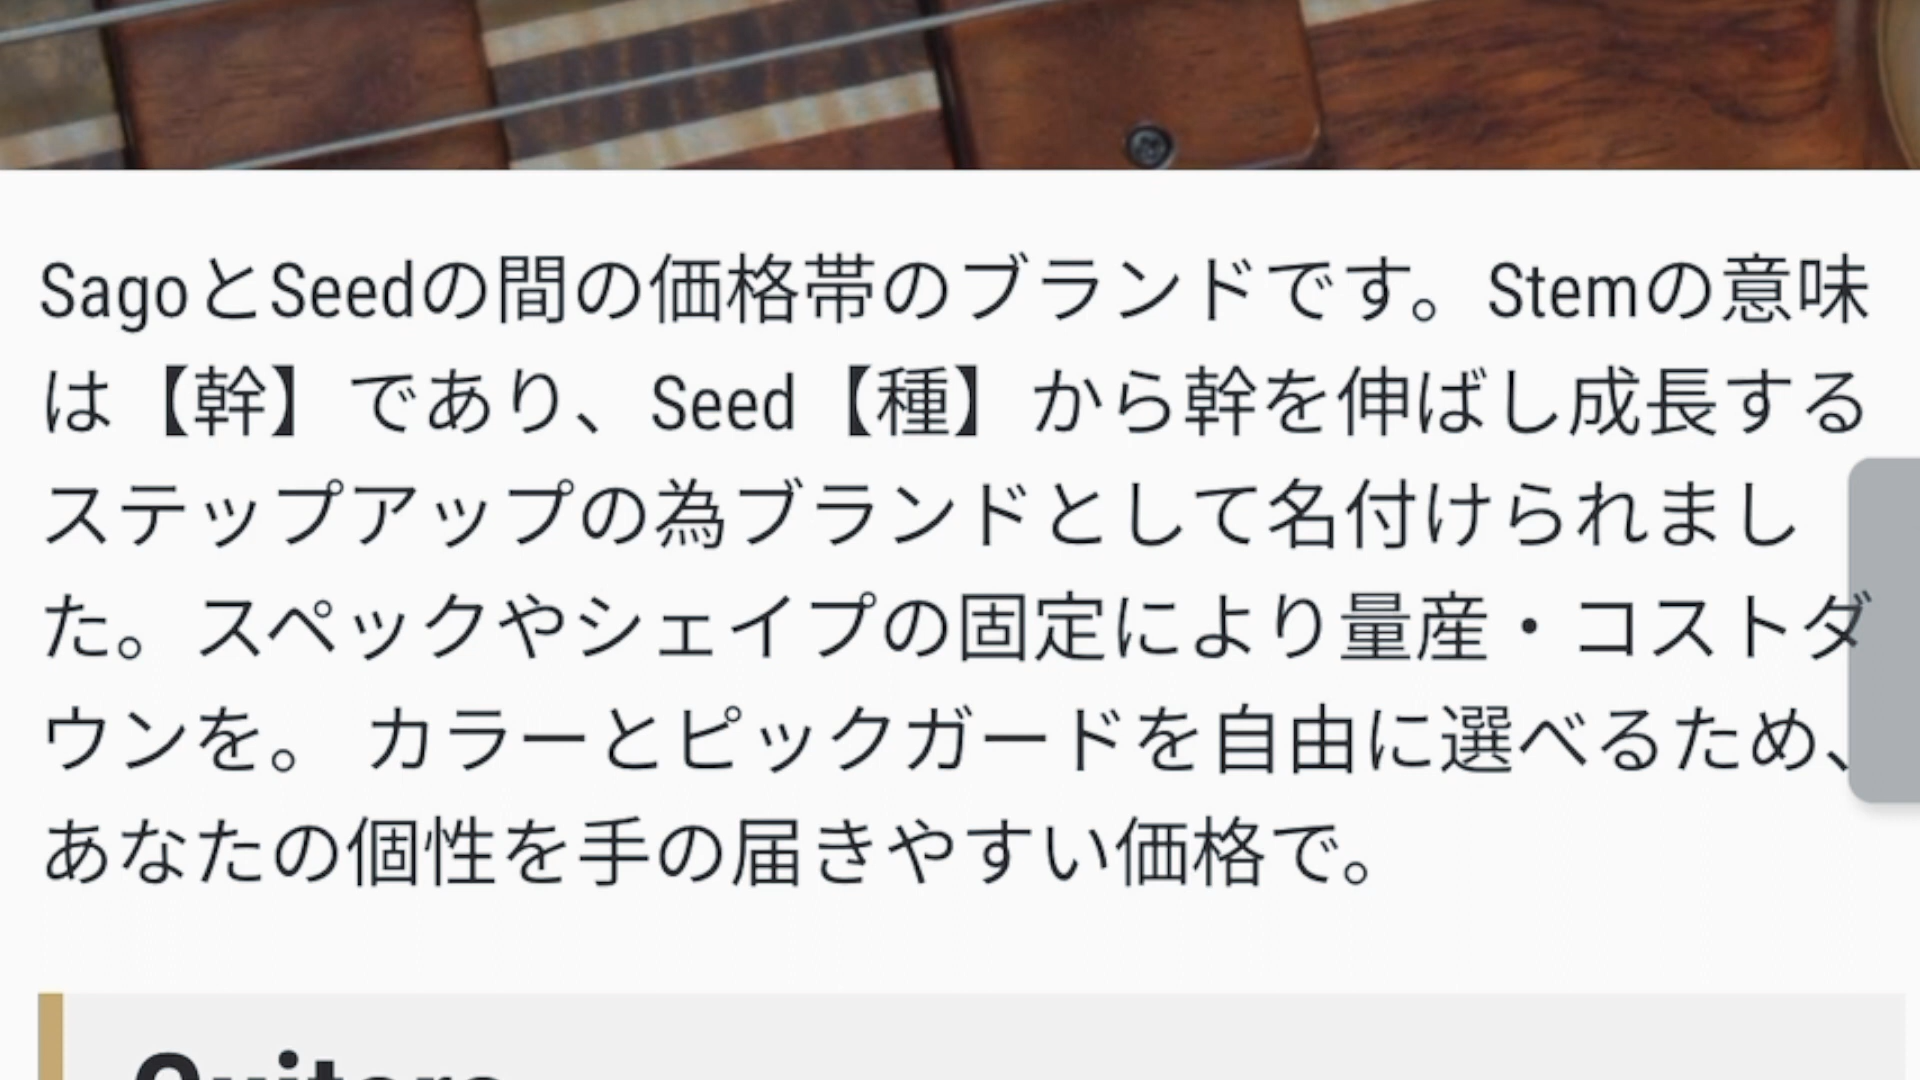 SagoとSeedの間の価格帯のブランドです。Stemの意味
は【幹】であり、Seed【種】から幹を伸ばし成長する
ステップアップの為ブランドとして名付けられまし
た。スペックやシェイプの固定により量産・コストダ
ウンを。 カラーとピックガードを自由に選べるため、
あなたの個性を手の届きやすい価格で。
Guitars